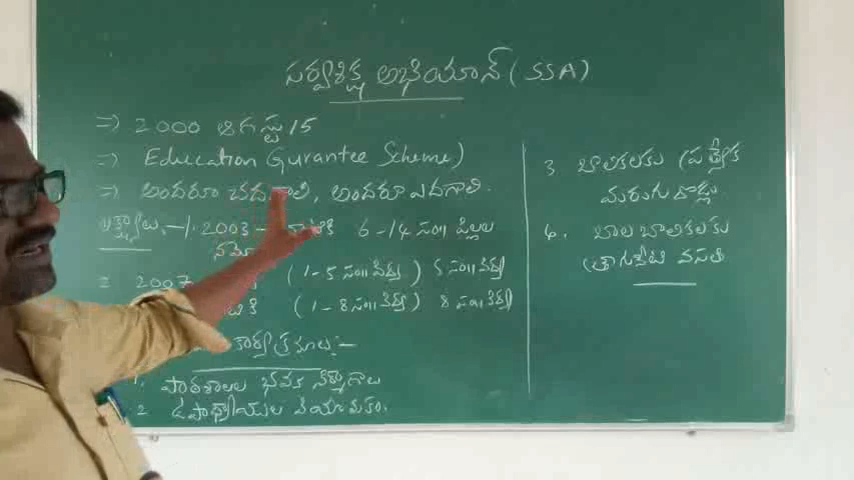 సర్వశిక్ష అభియాన్ (SSA)
=) 2000 ఆగస్టు 15
=) Education Gurantee Scheme)
=) అందరూ చదవాలి, అందరూ ఎదగాలి.
1. 2003 – 6 – 14 సం॥ పిల్లల
నమో
2. 2007 (1 – 5 సం॥ విద్య) 5 సం॥ విద్య
(1 – 8 సం॥ విద్య) 8 సం॥ విద్య
కార్యక్రమాలు:–
1. పాఠశాలల భవన నిర్మాణాలు
2 ఉపాధ్యాయుల నియామకం.
3. బాలికలకు ప్రత్యేక
మరుగుదొడ్లు.
4. బాల బాలికలకు
త్రాగునీటి వసతి